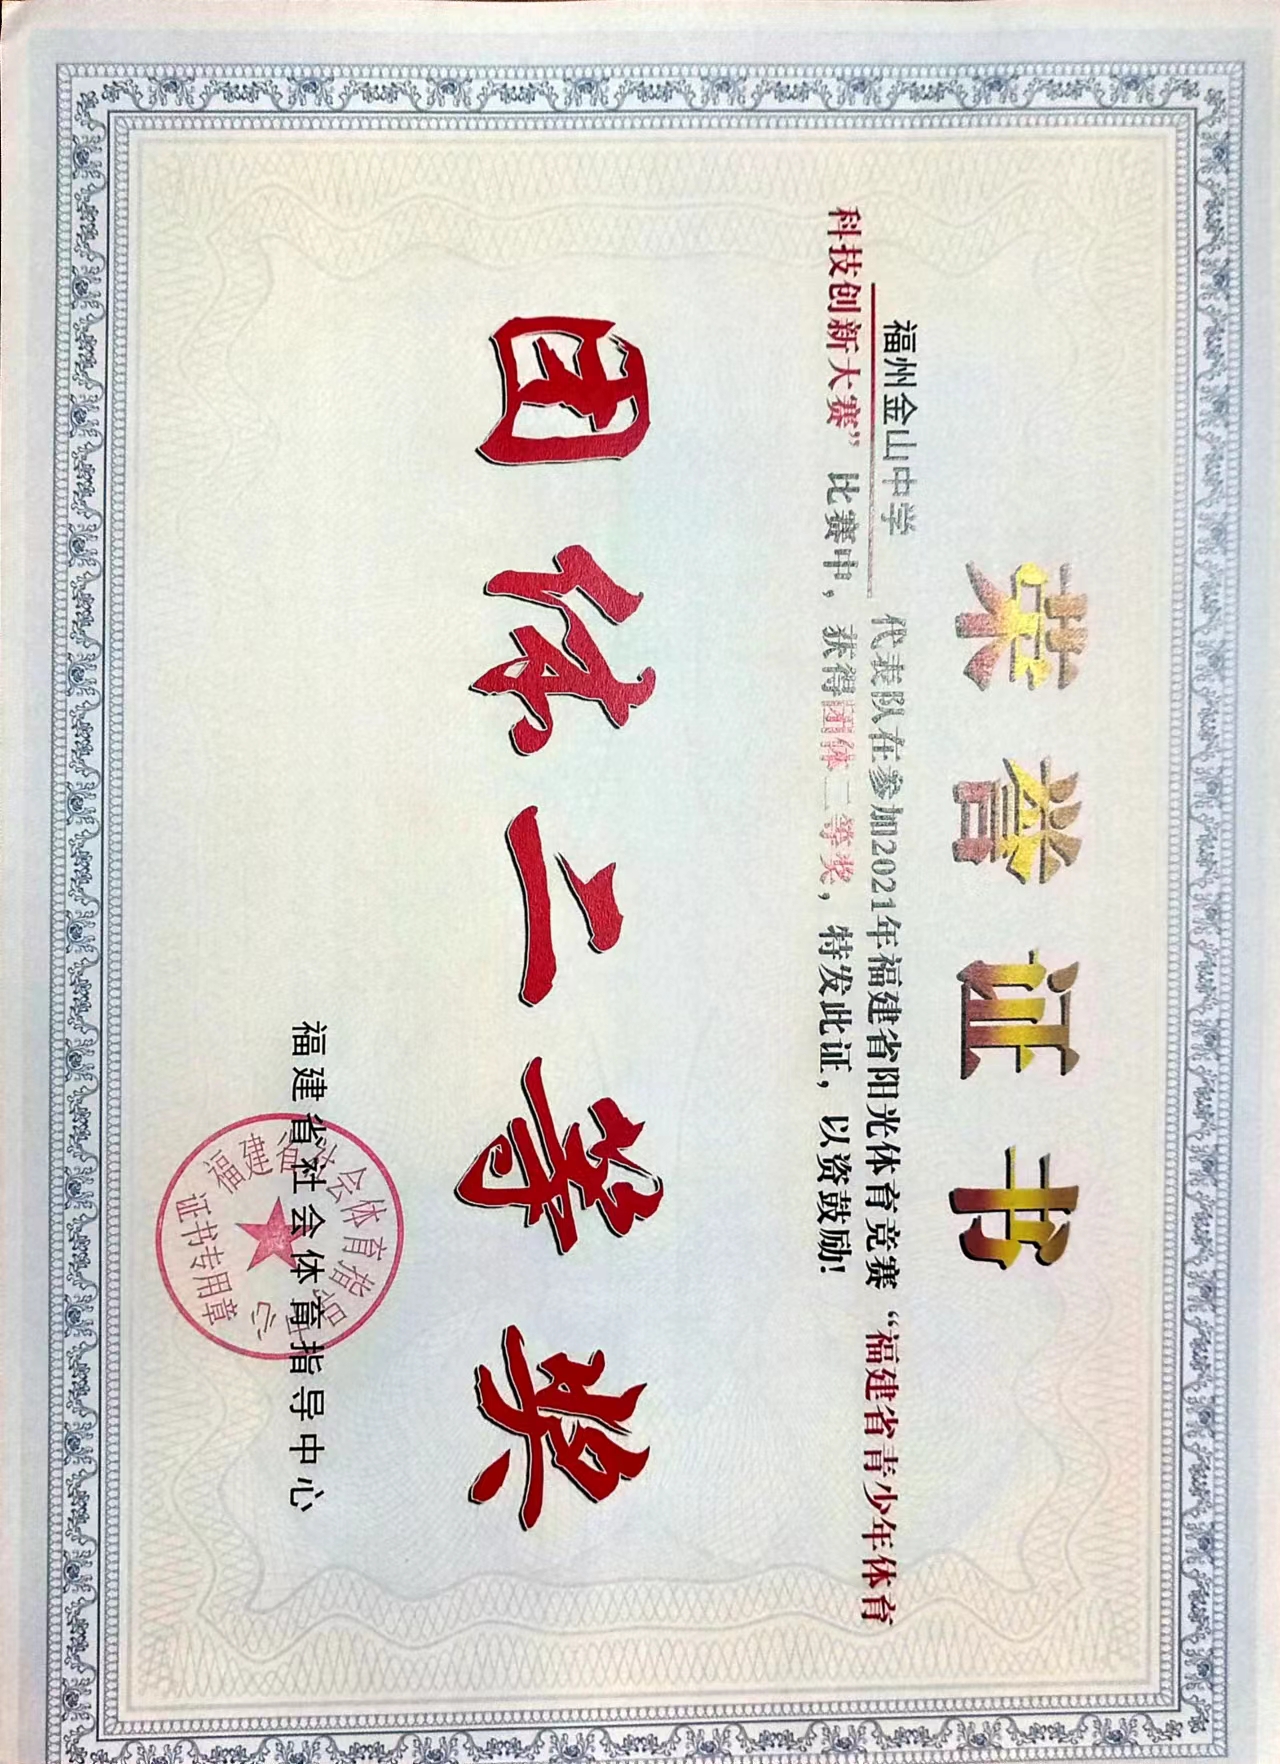 荣誉证书
福州金山中学 代表队在参加2021年福建省阳光体育竞赛“福建省青少年体育
科技创新大赛”比赛中，获得团体二等奖，特发此证，以资鼓励!
团体二等奖
福建省社会体育指导中心
福建省社会体育指导中心
证书专用章